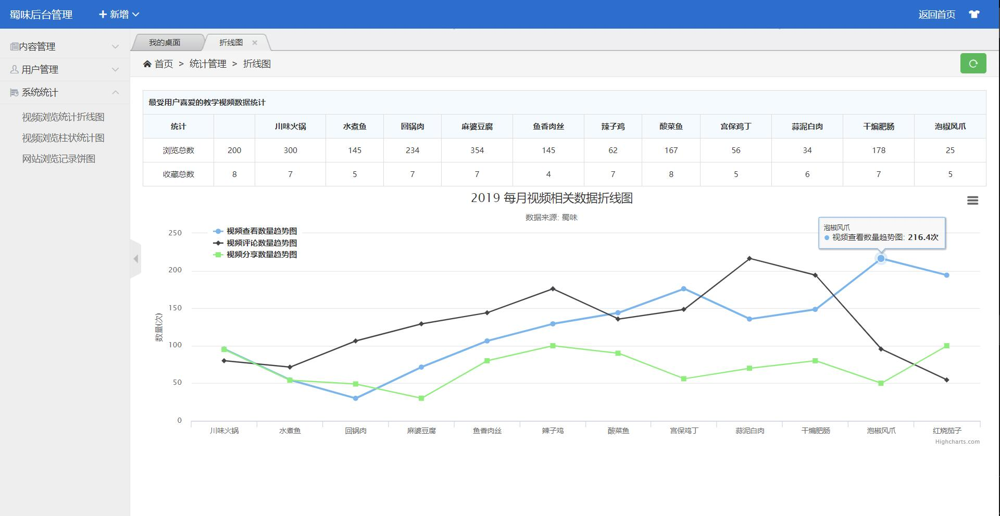 蜀味后台管理 新增 返回首页
内容管理
用户管理
系统统计
视频浏览统计折线图
视频浏览柱状统计图
网站浏览记录饼图
我的桌面 折线图
首页 > 统计管理 > 折线图
最受用户喜爱的教学视频数据统计
统计 川味火锅 水煮鱼 回锅肉 麻婆豆腐 鱼香肉丝 辣子鸡 酸菜鱼 宫保鸡丁 蒜泥白肉 干煸肥肠 泡椒风爪
浏览总数 200 300 145 234 354 145 62 167 56 34 178 25
收藏总数 8 7 5 7 7 4 7 8 5 6 7 5
2019 每月视频相关数据折线图
数据来源: 蜀味
视频查看数量趋势图
视频评论数量趋势图
视频分享数量趋势图
泡椒风爪
视频查看数量趋势图: 216.4次
数量(次)
250
200
150
100
50
0
川味火锅 水煮鱼 回锅肉 麻婆豆腐 鱼香肉丝 辣子鸡 酸菜鱼 宫保鸡丁 蒜泥白肉 干煸肥肠 泡椒风爪 红烧茄子
Highcharts.com